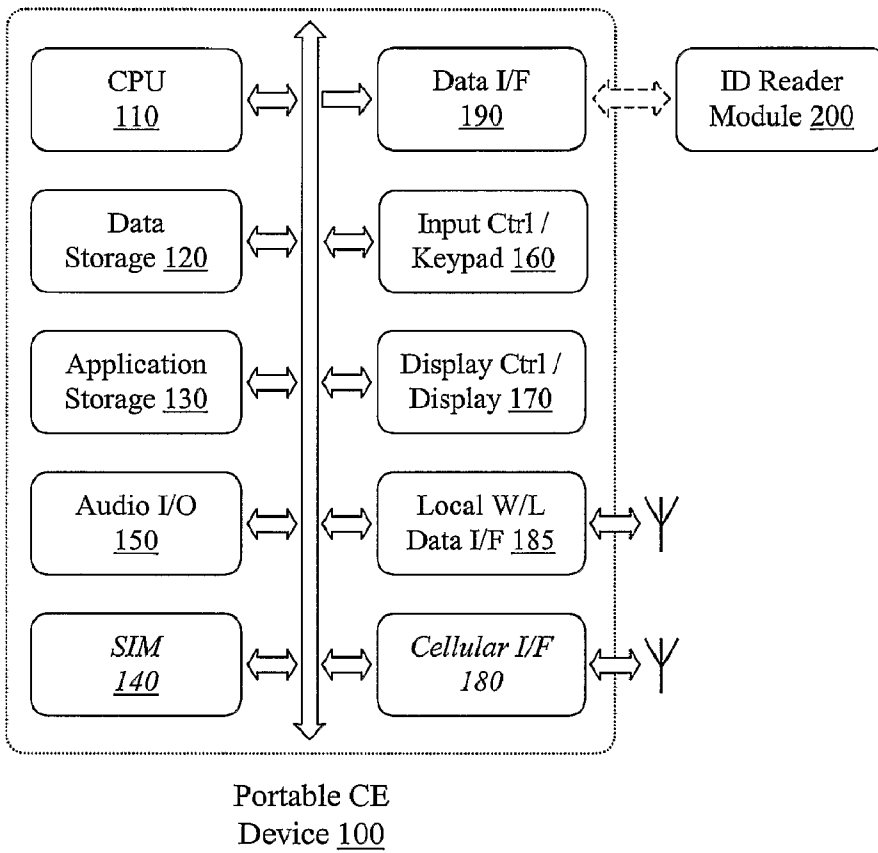 CPU
110
Data I/F
190
ID Reader
Module 200
Data
Storage 120
Input Ctrl /
Keypad 160
Application
Storage 130
Display Ctrl /
Display 170
Audio I/O
150
Local W/L
Data I/F 185
SIM
140
Cellular I/F
180
Portable CE
Device 100